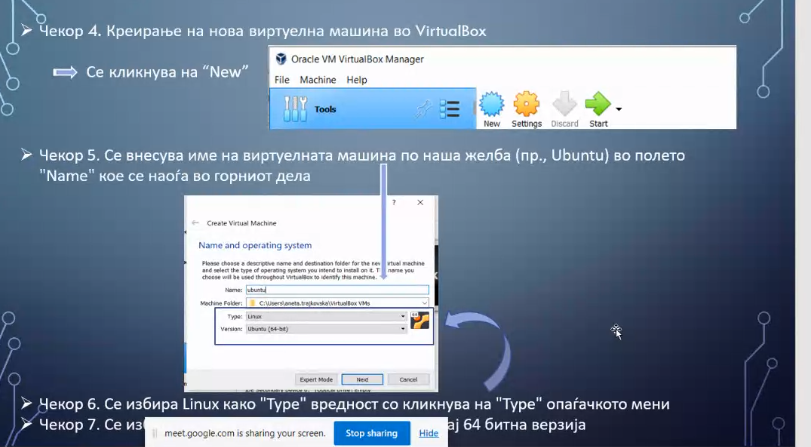 Чекор 4. Креирање на нова виртуелна машина во VirtualBox
Се кликнува на “New”
Oracle VM VirtualBox Manager
File Machine Help
Tools
New Settings Discard Start
Чекор 5. Се внесува име на виртуелната машина по наша желба (пр., Ubuntu) во полето
"Name" кое се наоѓа во горниот дела
? ×
Create Virtual Machine
Name and operating system
Please choose a descriptive name and destination folder for the new virtual machine
and select the type of operating system you intend to install on it. The name you
choose will be used throughout VirtualBox to identify this machine.
Name: ubuntu
Machine Folder: C:\Users\aneta.trajkovska\VirtualBox VMs
Type: Linux
Version: Ubuntu (64-bit)
64
Expert Mode Next Cancel
Чекор 6. Се избира Linux како "Type" вредност со кликнува на "Type" опаѓачкото мени
Чекор 7. Се 64 битна верзија
meet.google.com is sharing your screen. Stop sharing Hide